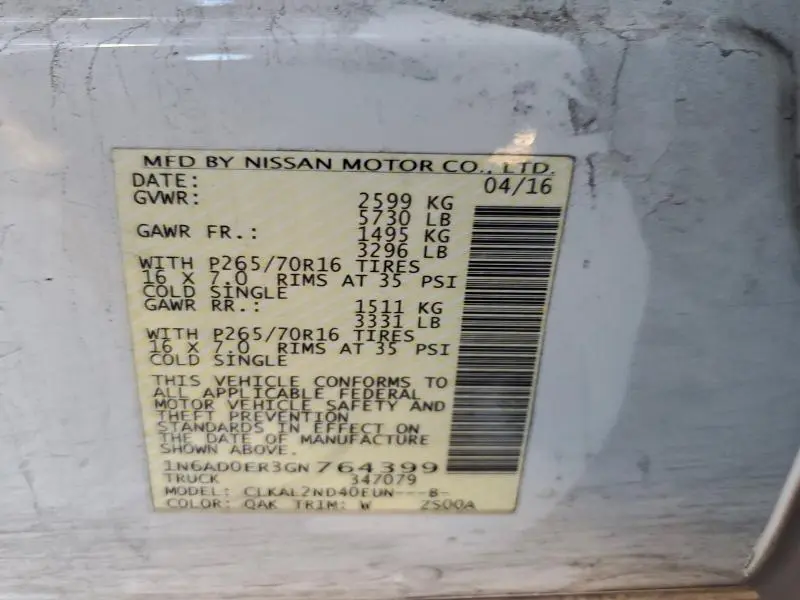 MFD BY NISSAN MOTOR CO., LTD.
DATE: 04/16
GVWR: 2599 KG
5730 LB
GAWR FR.: 1495 KG
3296 LB
WITH P265/70R16 TIRES
16 X 7.0 RIMS AT 35 PSI
COLD SINGLE
GAWR RR.: 1511 KG
3331 LB
WITH P265/70R16 TIRES
16 X 7.0 RIMS AT 35 PSI
COLD SINGLE
THIS VEHICLE CONFORMS TO
ALL APPLICABLE FEDERAL
MOTOR VEHICLE SAFETY AND
THEFT PREVENTION
STANDARDS IN EFFECT ON
THE DATE OF MANUFACTURE
SHOWN ABOVE.
1N6AD0ER3GN764399
TRUCK 347079
MODEL: CLKAL2ND40EUN---B-
COLOR: QAK TRIM: W 2500A